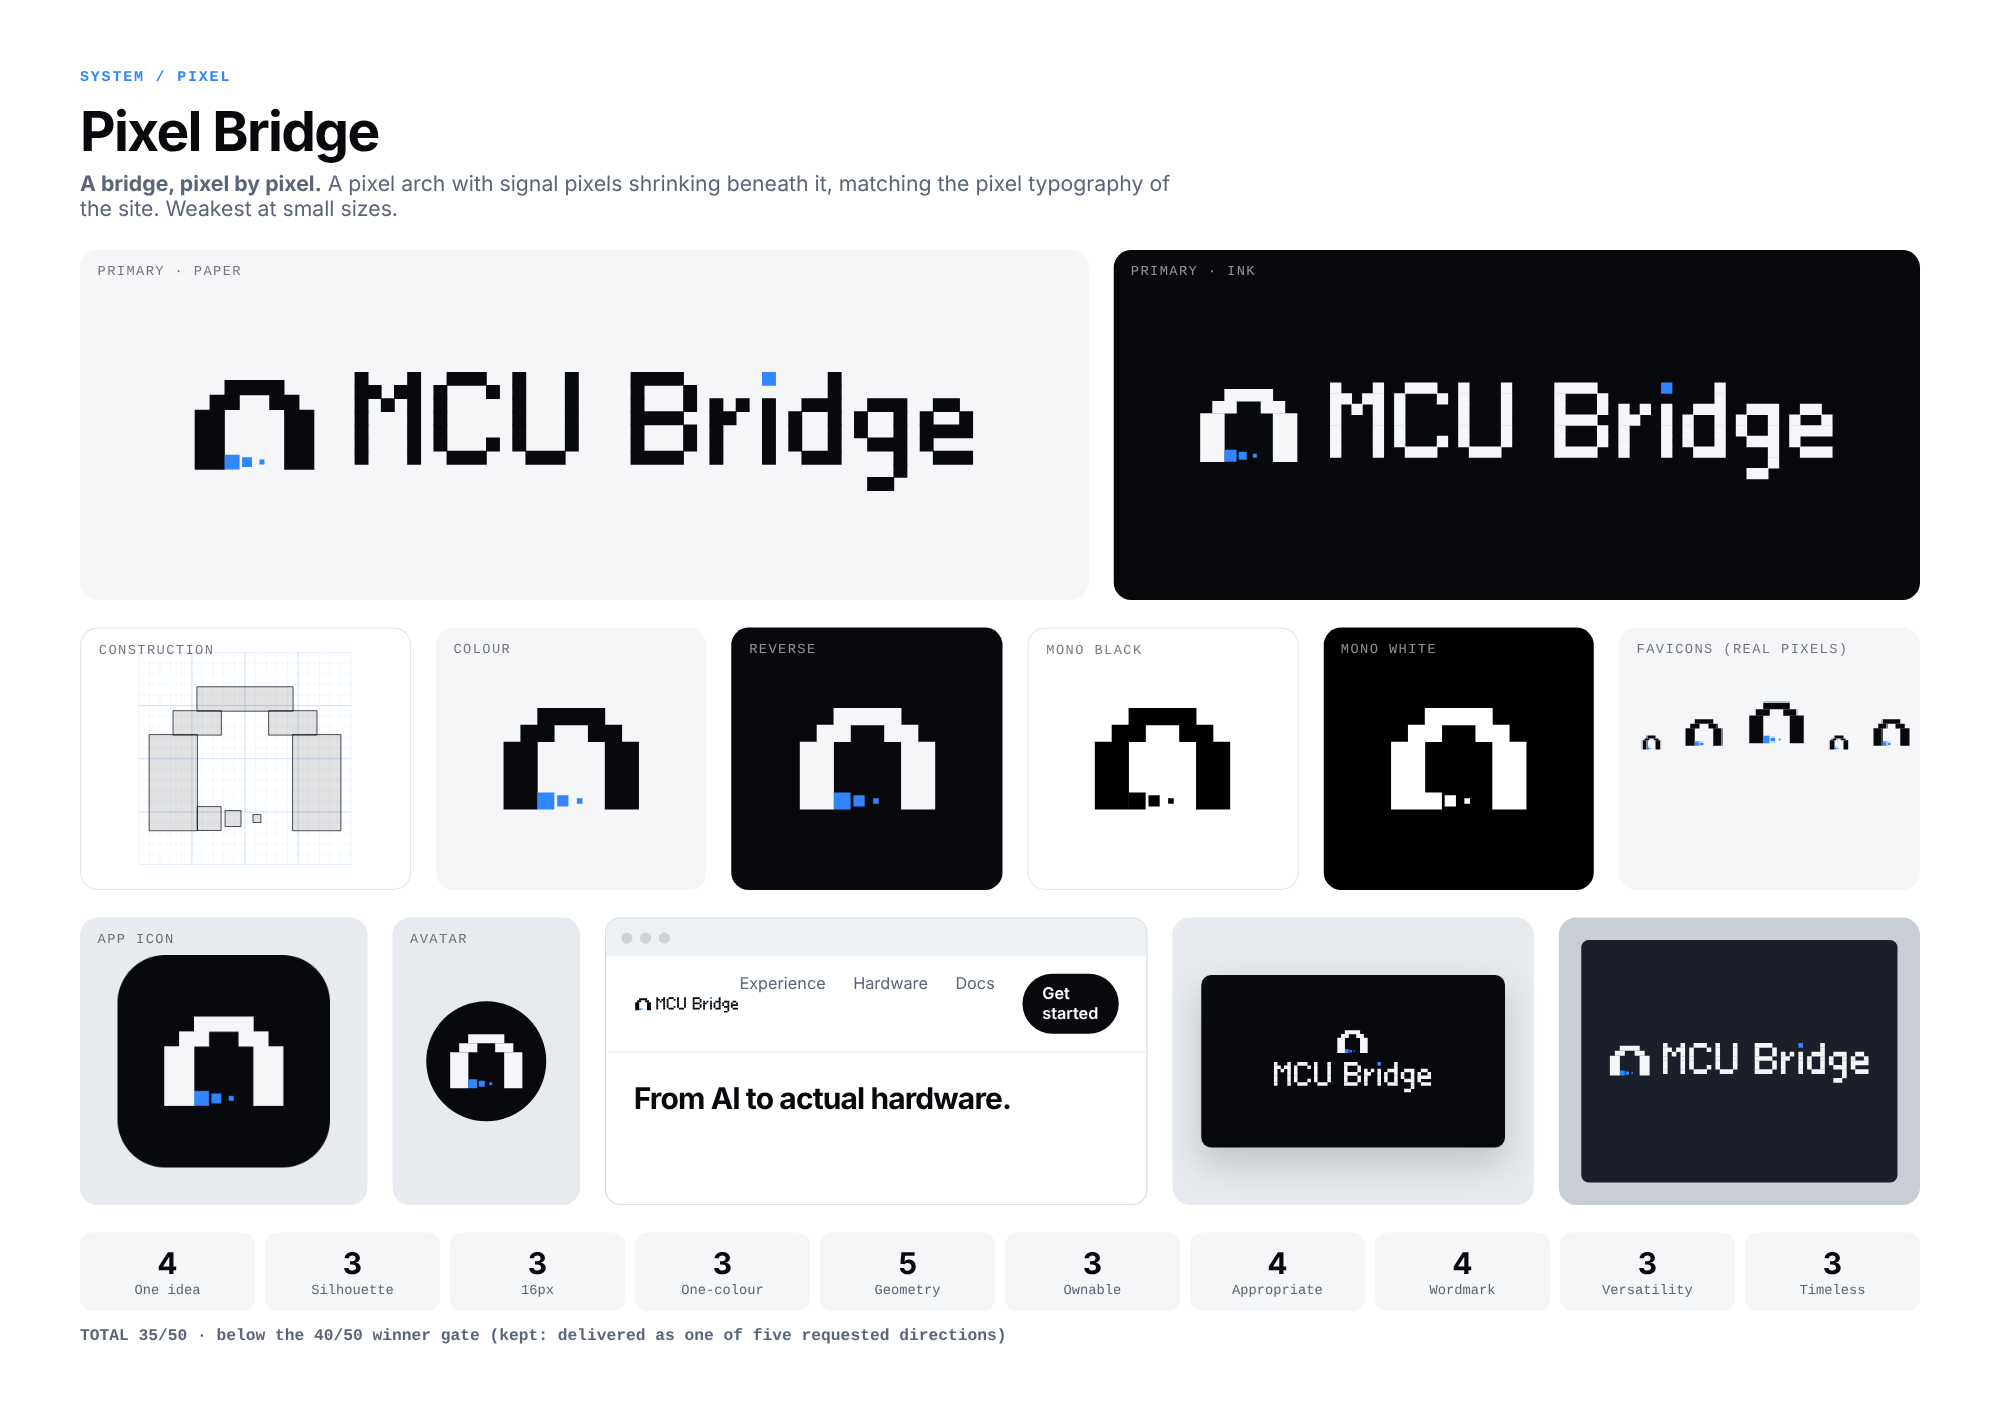 SYSTEM / PIXEL
Pixel Bridge
A bridge, pixel by pixel. A pixel arch with signal pixels shrinking beneath it, matching the pixel typography of
the site. Weakest at small sizes.
PRIMARY · PAPER
MCU Bridge
PRIMARY · INK
MCU Bridge
CONSTRUCTION
COLOUR
REVERSE
MONO BLACK
MONO WHITE
FAVICONS (REAL PIXELS)
APP ICON
AVATAR
MCU Bridge
Experience
Hardware
Docs
Get
started
From AI to actual hardware.
MCU Bridge
MCU Bridge
4
One idea
3
Silhouette
3
16px
3
One-colour
5
Geometry
3
Ownable
4
Appropriate
4
Wordmark
3
Versatility
3
Timeless
TOTAL 35/50 · below the 40/50 winner gate (kept: delivered as one of five requested directions)